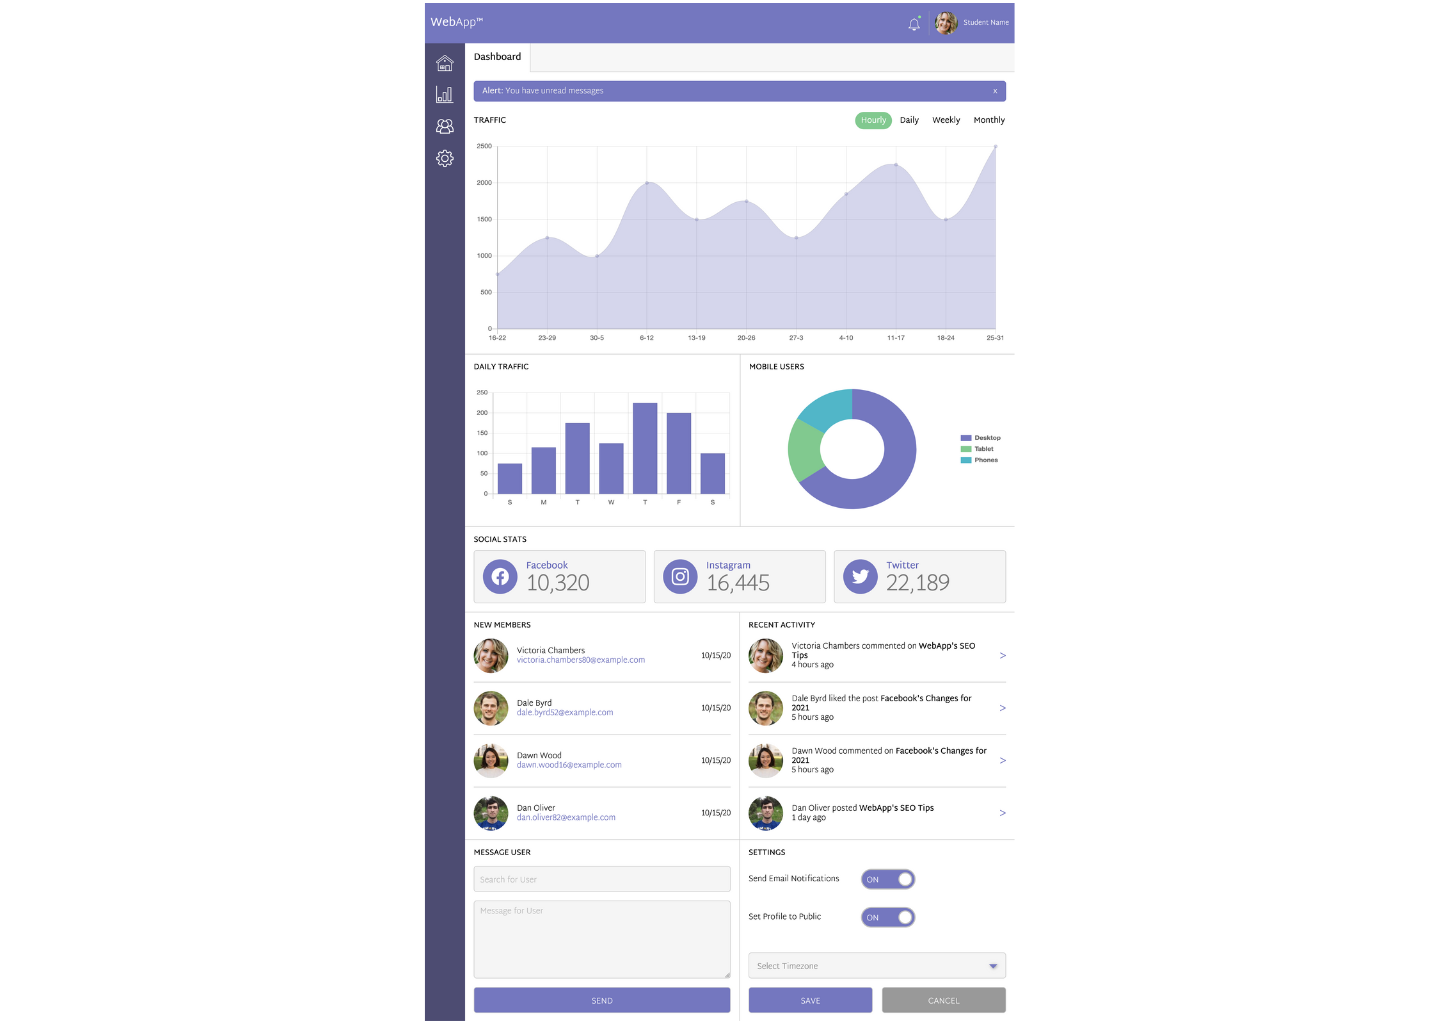 WebApp™
Student Name
Dashboard
Alert: You have unread messages
x
TRAFFIC
Hourly Daily Weekly Monthly
2500
2000
1500
1000
500
0
16-22 23-29 30-5 6-12 13-19 20-26 27-3 4-10 11-17 18-24 25-31
DAILY TRAFFIC
250
200
150
100
50
0
S M T W T F S
MOBILE USERS
Desktop
Tablet
Phones
SOCIAL STATS
Facebook
10,320
Instagram
16,445
Twitter
22,189
NEW MEMBERS
Victoria Chambers
victoria.chambers80@example.com
10/15/20
Dale Byrd
dale.byrd52@example.com
10/15/20
Dawn Wood
dawn.wood16@example.com
10/15/20
Dan Oliver
dan.oliver82@example.com
10/15/20
RECENT ACTIVITY
Victoria Chambers commented on WebApp's SEO
Tips
4 hours ago
>
Dale Byrd liked the post Facebook's Changes for
2021
5 hours ago
>
Dawn Wood commented on Facebook's Changes for
2021
5 hours ago
>
Dan Oliver posted WebApp's SEO Tips
1 day ago
>
MESSAGE USER
Search for User
Message for User
SEND
SETTINGS
Send Email Notifications
ON
Set Profile to Public
ON
Select Timezone
SAVE
CANCEL